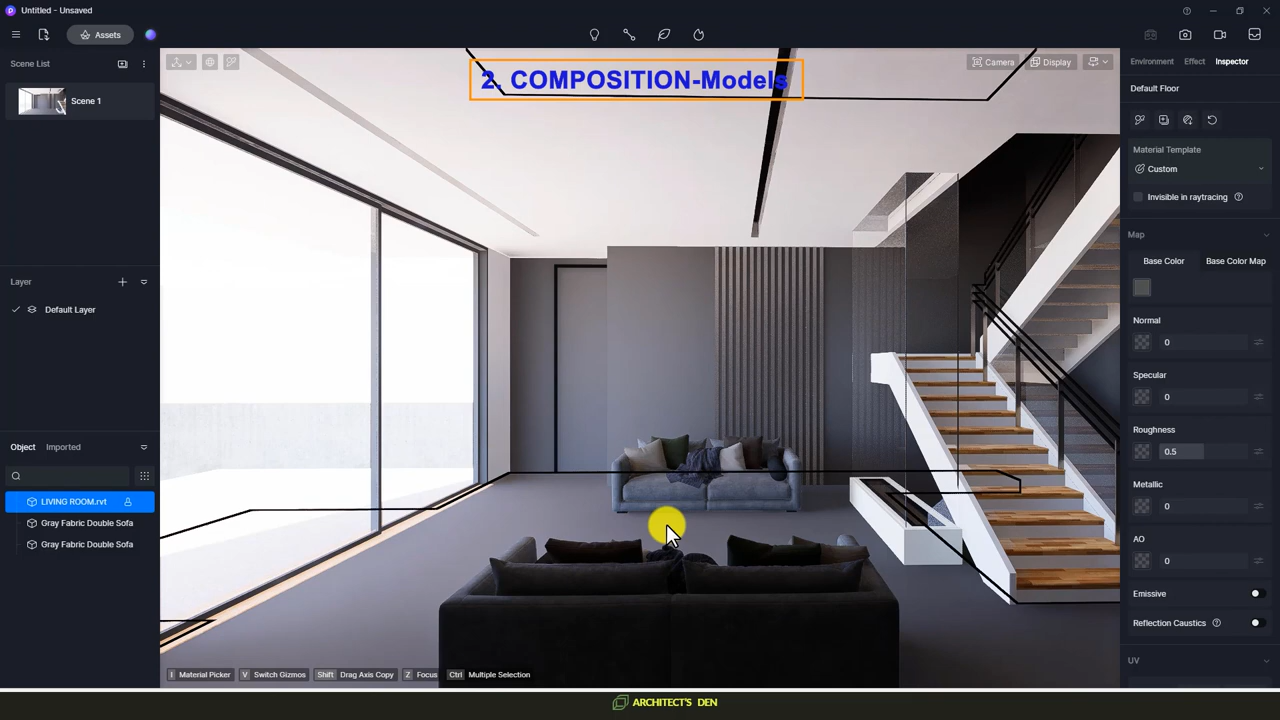 Untitled - Unsaved
Assets
Scene List
Scene 1
Layer
Default Layer
Object
Imported
LIVING ROOM.rvt
Gray Fabric Double Sofa
Gray Fabric Double Sofa
2. COMPOSITION-Models
Camera
Display
I Material Picker
V Switch Gizmos
Shift Drag Axis Copy
Z Focus
Ctrl Multiple Selection
Environment
Effect
Inspector
Default Floor
Material Template
Custom
Invisible in raytracing
Map
Base Color
Base Color Map
Normal
0
Specular
0
Roughness
0.5
Metallic
0
AO
0
Emissive
Reflection Caustics
UV
ARCHITECT'S DEN